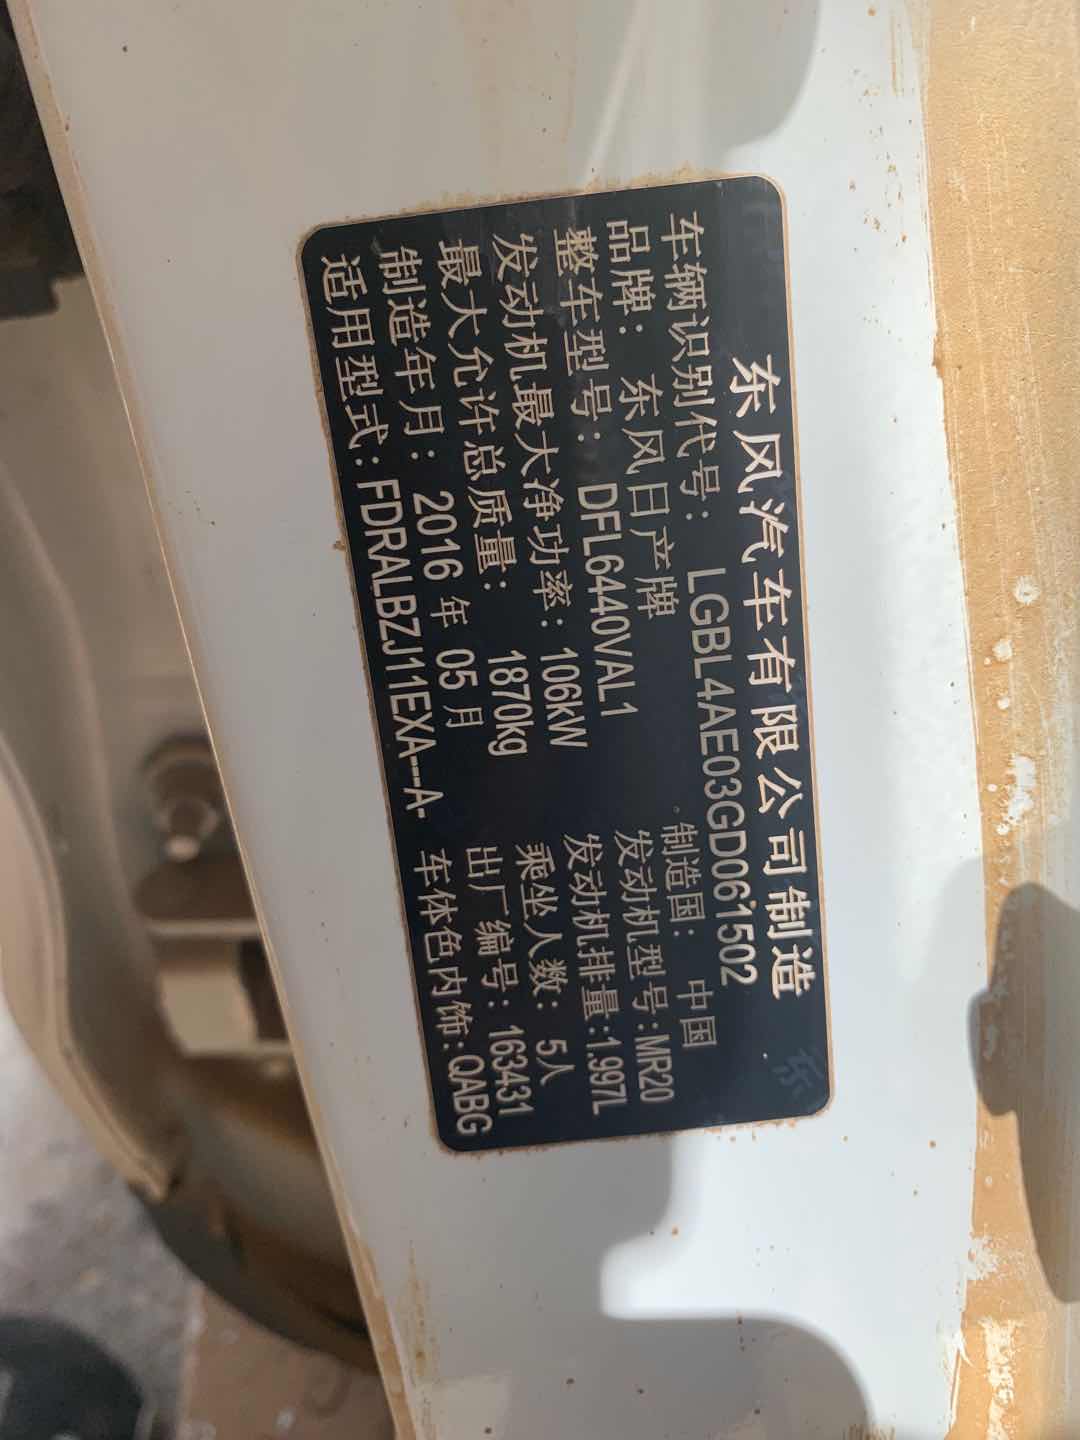 东风汽车有限公司制造
车辆识别代号: LGBL4AE03GD061502
品牌: 东风日产牌 制造国: 中国
整车型号: DFL6440VAL1 发动机型号:MR20
发动机最大净功率: 106kW 发动机排量:1.997L
最大允许总质量: 1870kg 乘坐人数: 5人
制造年月: 2016 年 05 月 出厂编号: 163431
适用型式: FDRALBZJ11EXA---A- 车体色内饰:QABG